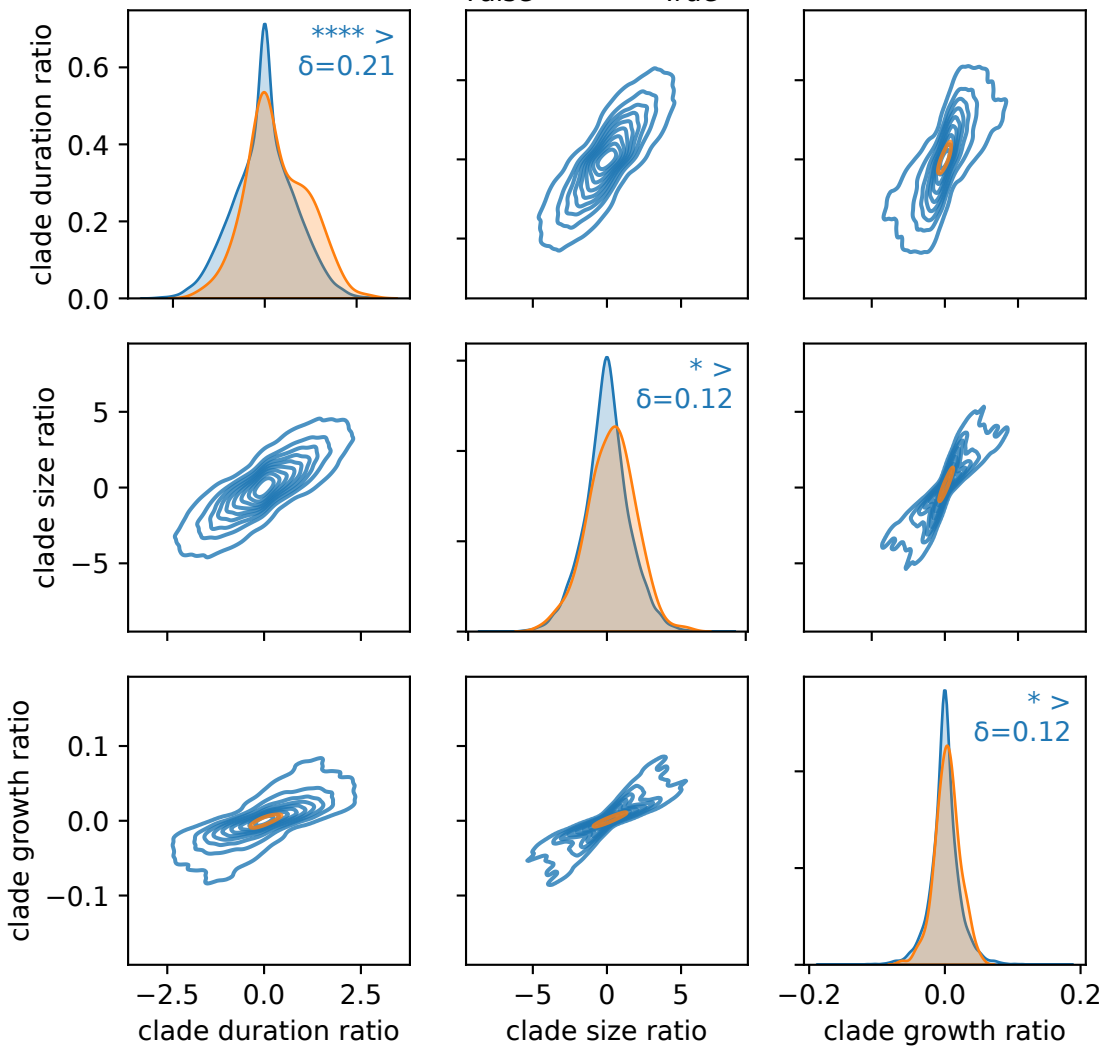 clade duration ratio
0.6
0.4
0.2
0.0
**** >
δ=0.21
clade size ratio
5
0
−5
* >
δ=0.12
clade growth ratio
0.1
0.0
−0.1
* >
δ=0.12
−2.5 0.0 2.5
−5 0 5
−0.2 0.0 0.2
clade duration ratio
clade size ratio
clade growth ratio